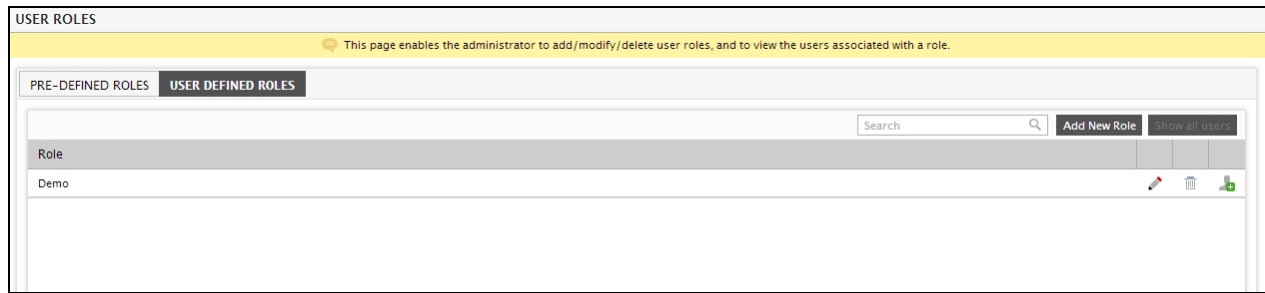 USER ROLES
This page enables the administrator to add/modify/delete user roles, and to view the users associated with a role.
PRE-DEFINED ROLES USER DEFINED ROLES
Search Add New Role Show all users
Role
Demo